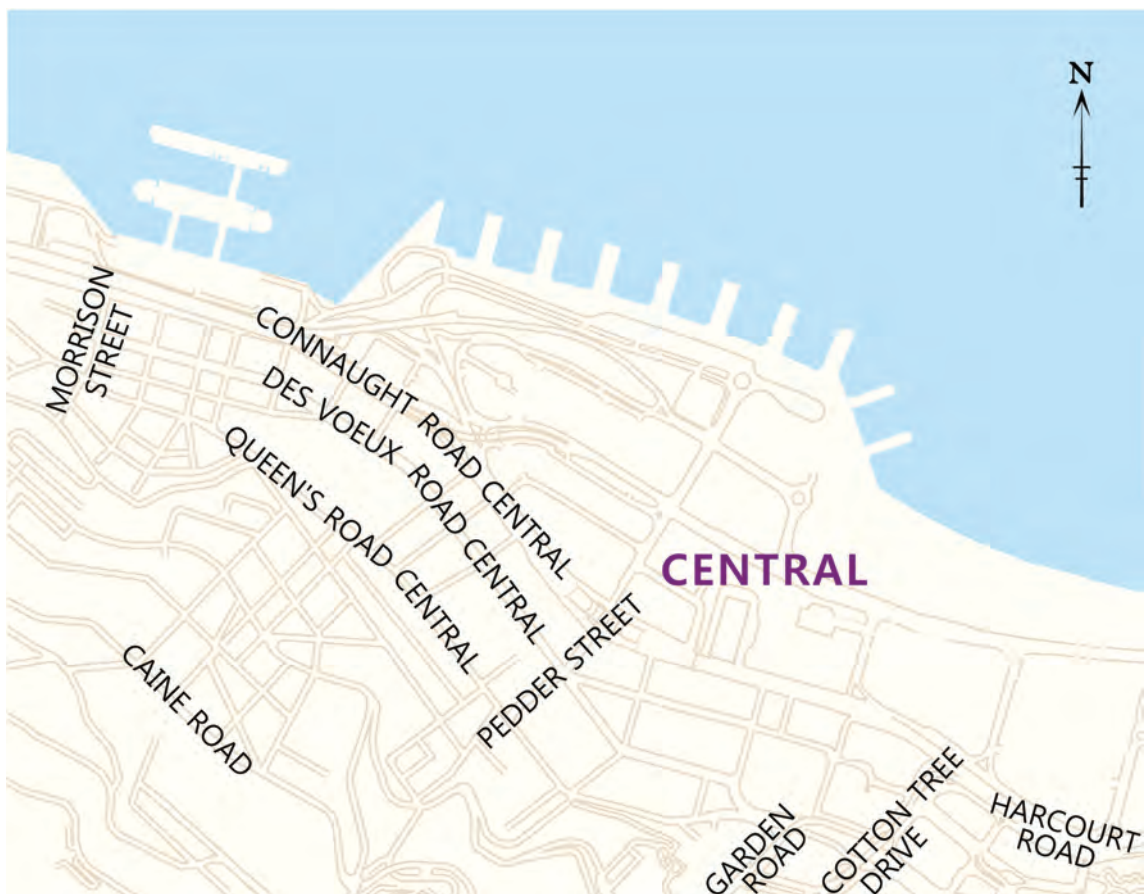 N
MORRISON
STREET
CONNAUGHT ROAD CENTRAL
DES VOEUX ROAD CENTRAL
QUEEN'S ROAD CENTRAL
CENTRAL
PEDDER STREET
CAINE ROAD
GARDEN
ROAD
COTTON TREE
DRIVE
HARCOURT
ROAD